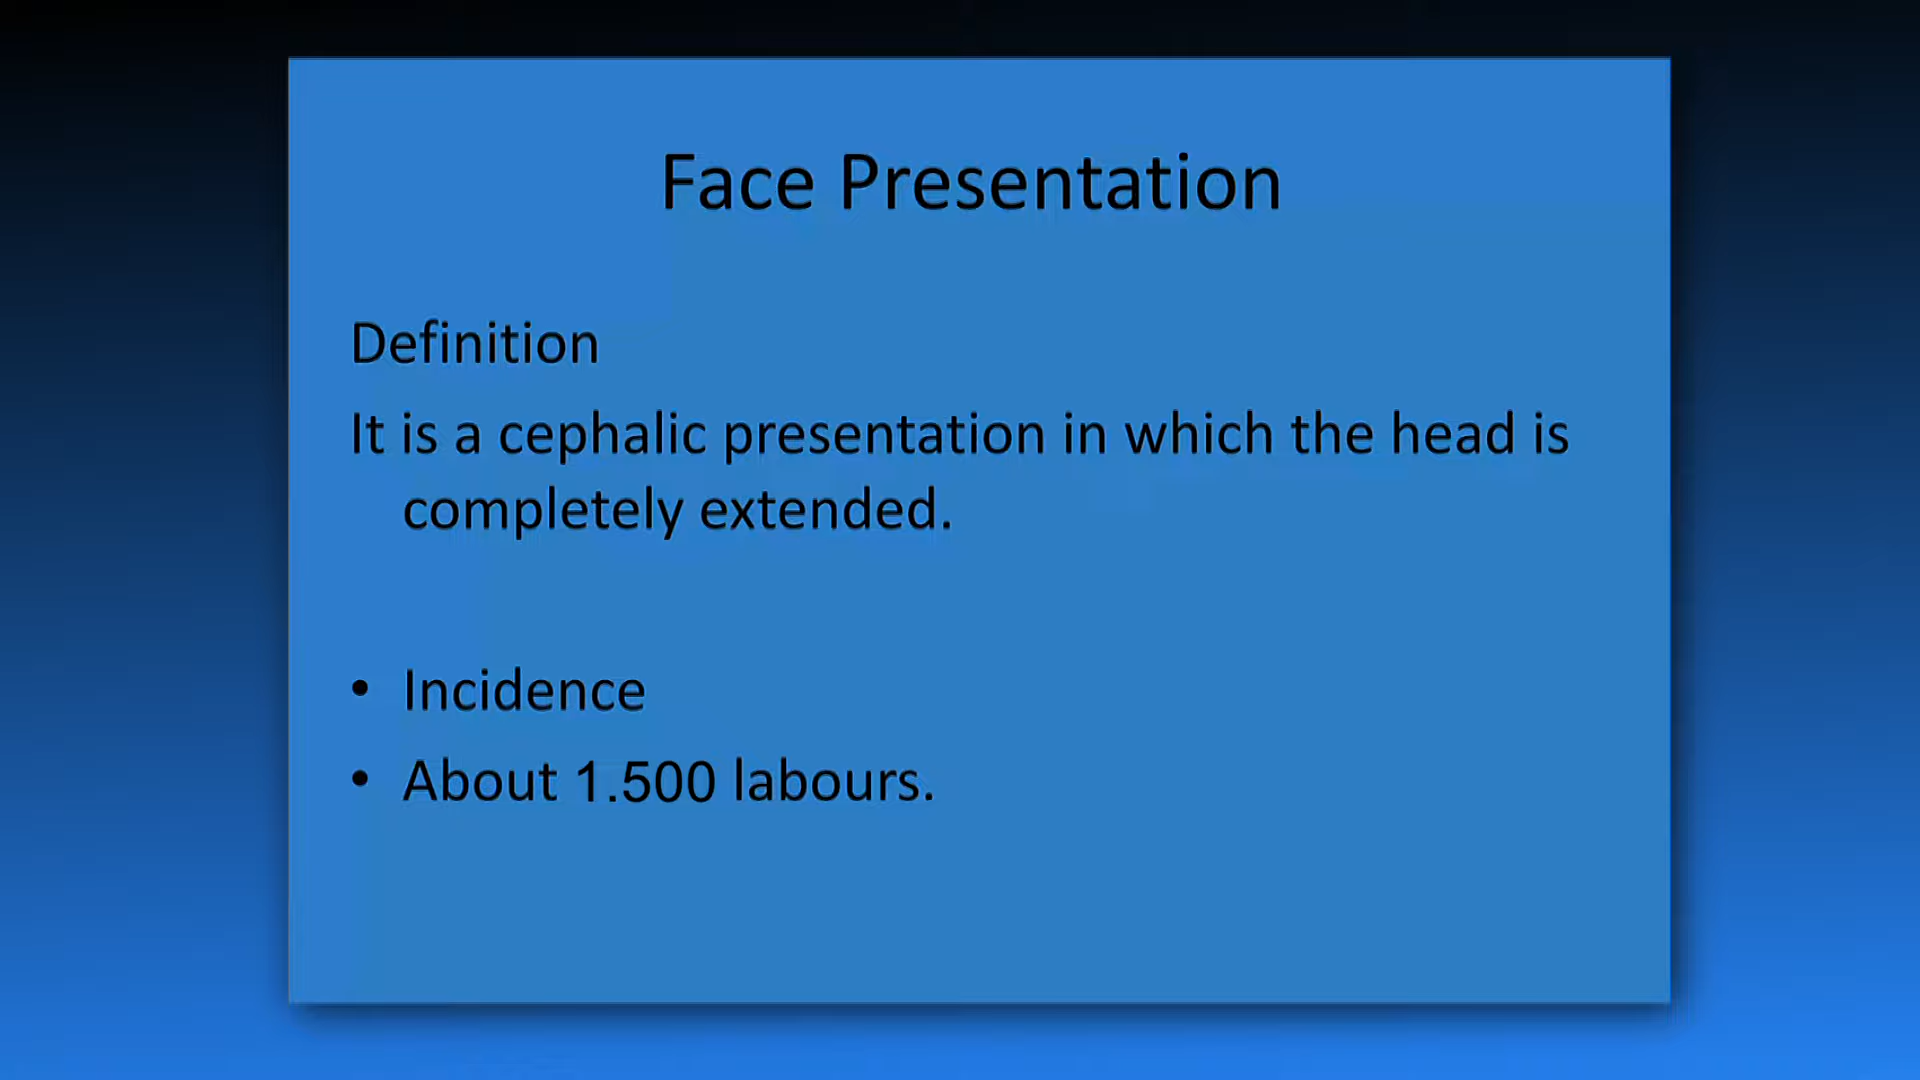 Face Presentation
Definition
It is a cephalic presentation in which the head is
completely extended.
• Incidence
• About 1.500 labours.